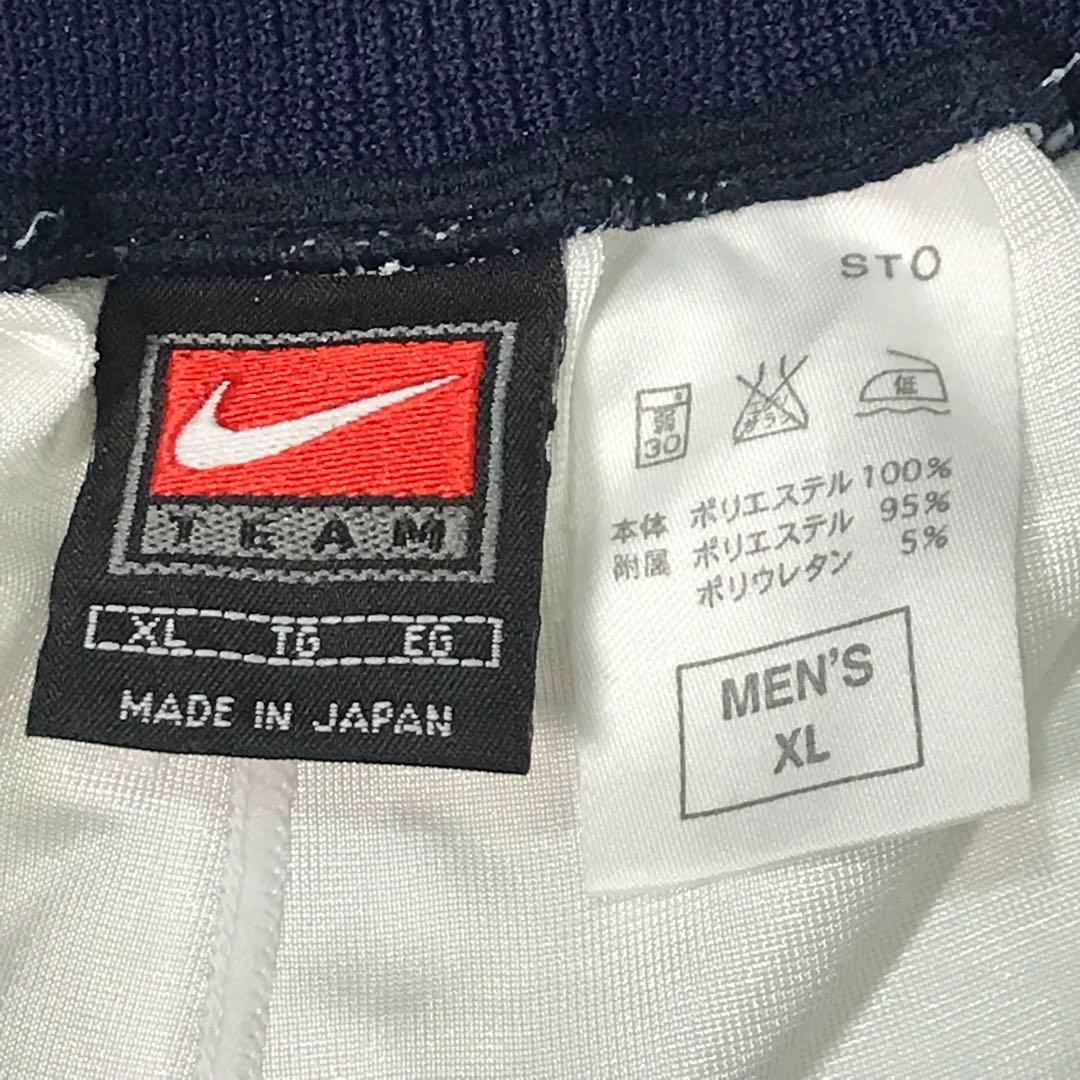 TEAM
XL TG EG
MADE IN JAPAN
STO
弱
30
低
本体 ポリエステル 100%
附属 ポリエステル 95%
ポリウレタン 5%
MEN'S
XL